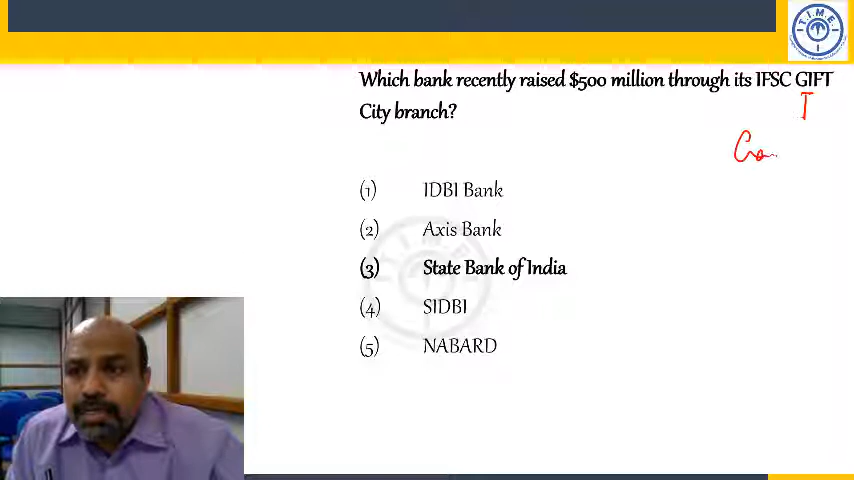 T.I.M.E.
Which bank recently raised $500 million through its IFSC GIFT
City branch?
I
(1) IDBI Bank
(2) Axis Bank
(3) State Bank of India
(4) SIDBI
(5) NABARD